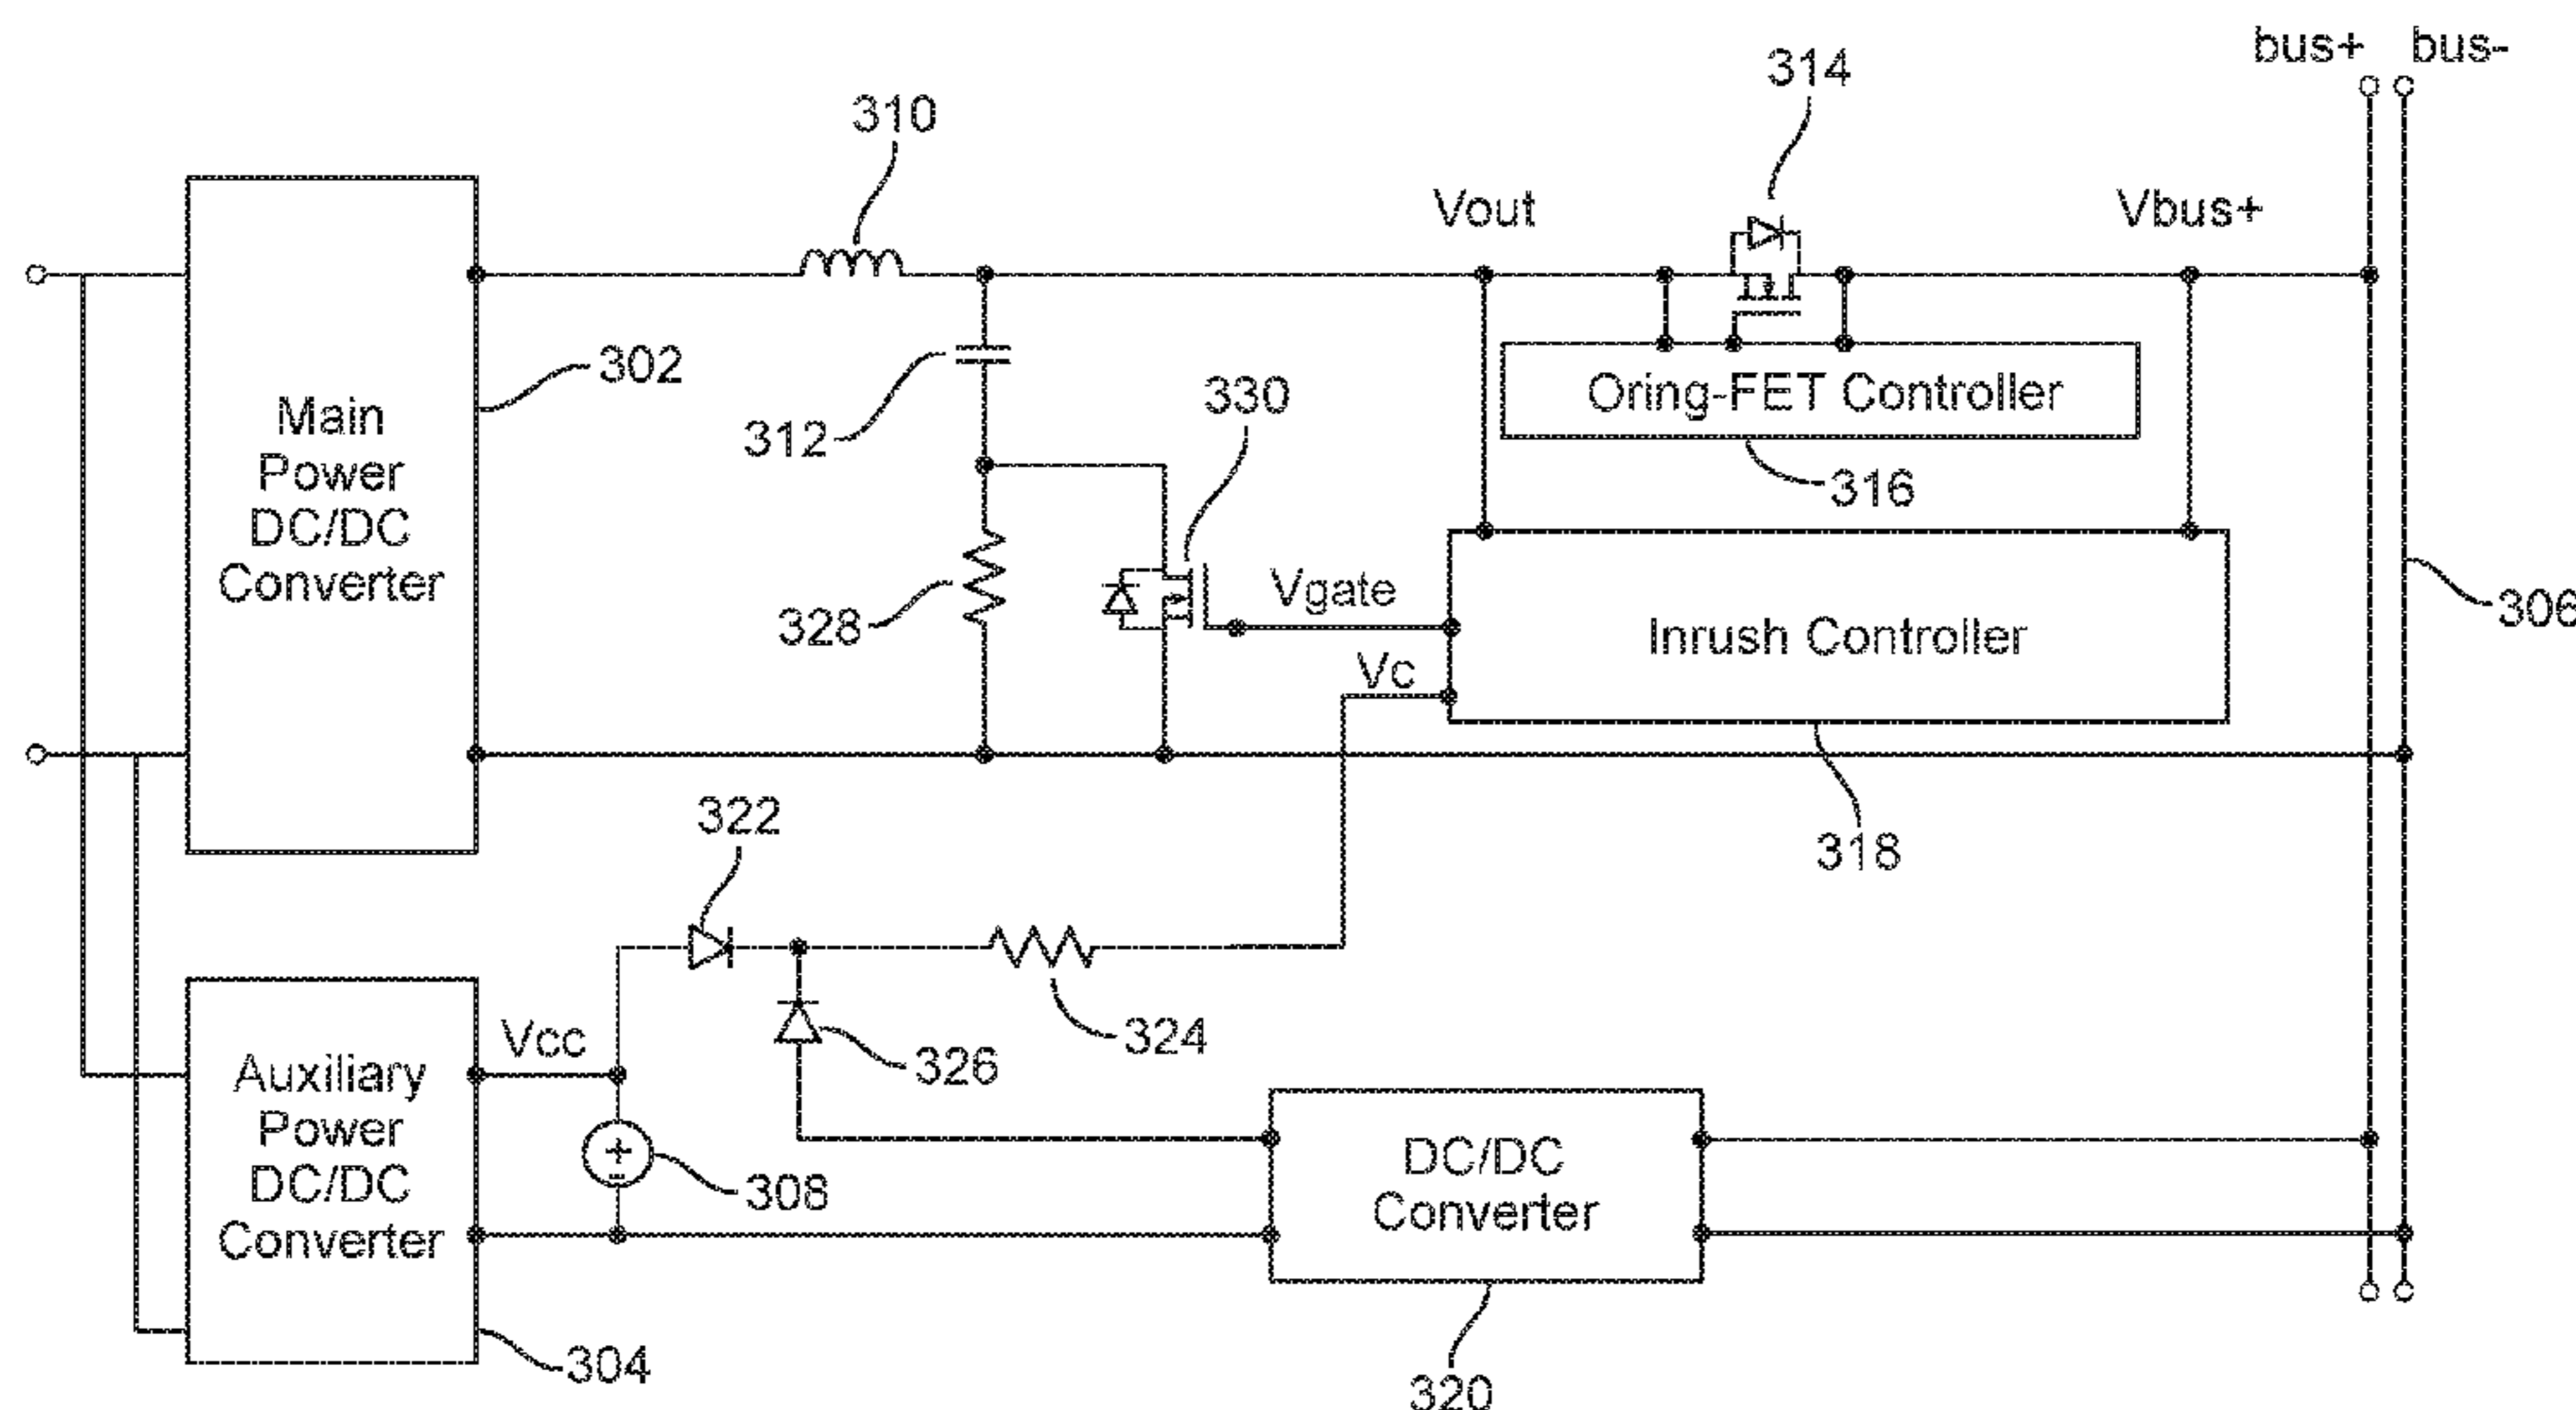 bus+ bus-
314
310
Vout
Vbus+
302
Main
Power
DC/DC
Converter
312
330
Oring-FET Controller
316
328
Vgate
Vc
Inrush Controller
306
318
322
324
326
Vcc
Auxiliary
Power
DC/DC
Converter
308
DC/DC
Converter
304
320